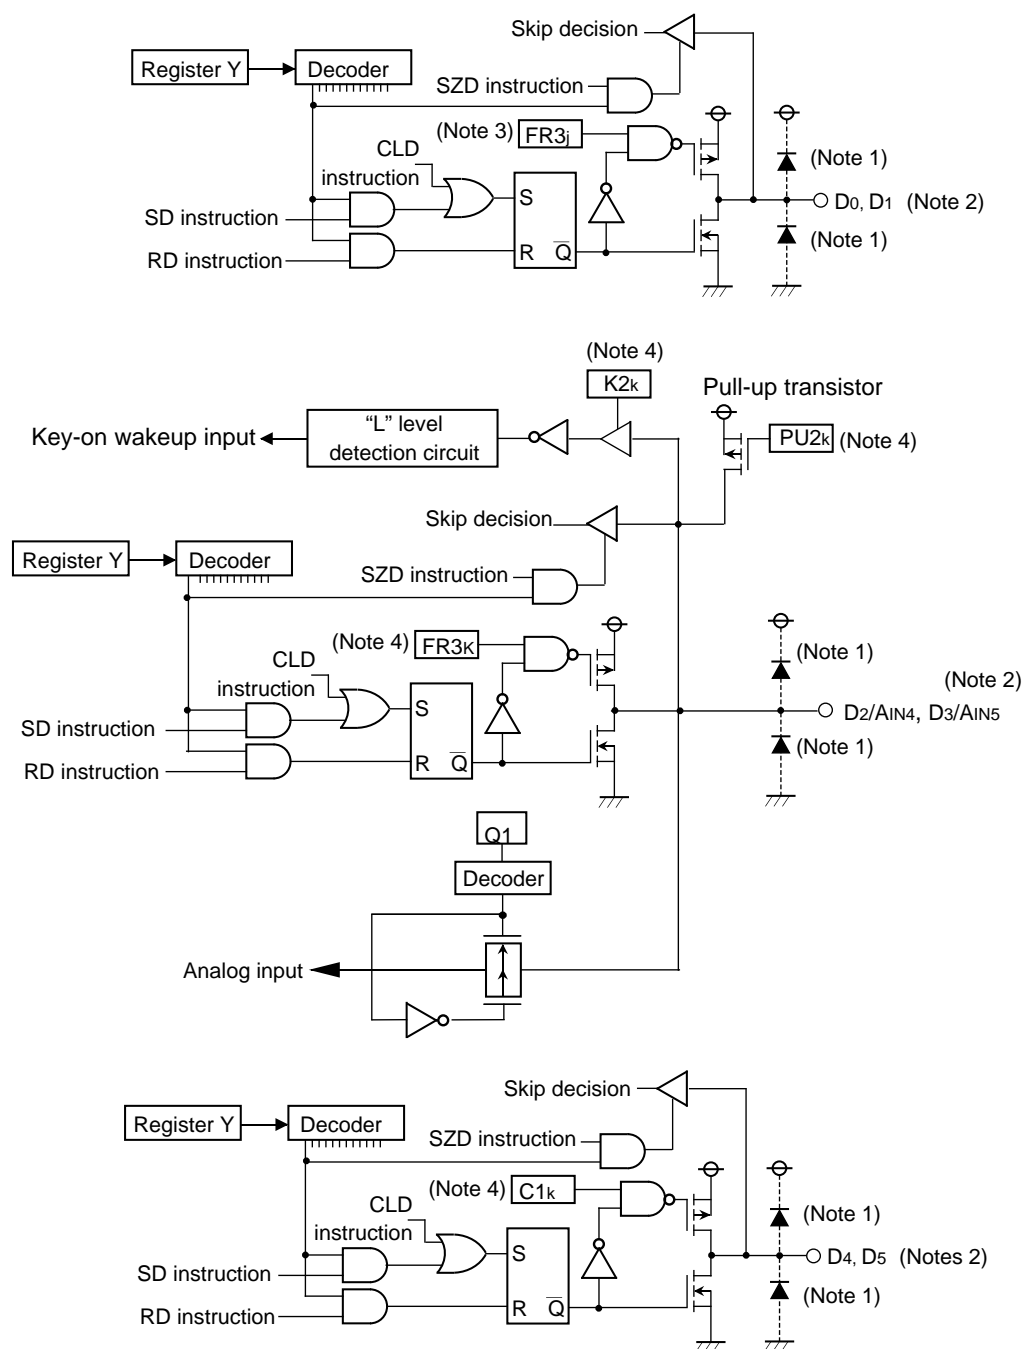 Skip decision
Register Y
Decoder
SZD instruction
(Note 3)
FR3j
CLD
instruction
(Note 1)
S
SD instruction
D0, D1 (Note 2)
(Note 1)
RD instruction
R
Q
(Note 4)
K2k
Pull-up transistor
“L” level
detection circuit
Key-on wakeup input
PU2k
(Note 4)
Skip decision
Register Y
Decoder
SZD instruction
(Note 4)
FR3K
CLD
instruction
(Note 1)
(Note 2)
S
D2/AIN4, D3/AIN5
SD instruction
(Note 1)
RD instruction
R
Q
Q1
Decoder
Analog input
Skip decision
Register Y
Decoder
SZD instruction
(Note 4)
C1k
CLD
instruction
(Note 1)
S
D4, D5 (Notes 2)
SD instruction
(Note 1)
RD instruction
R
Q